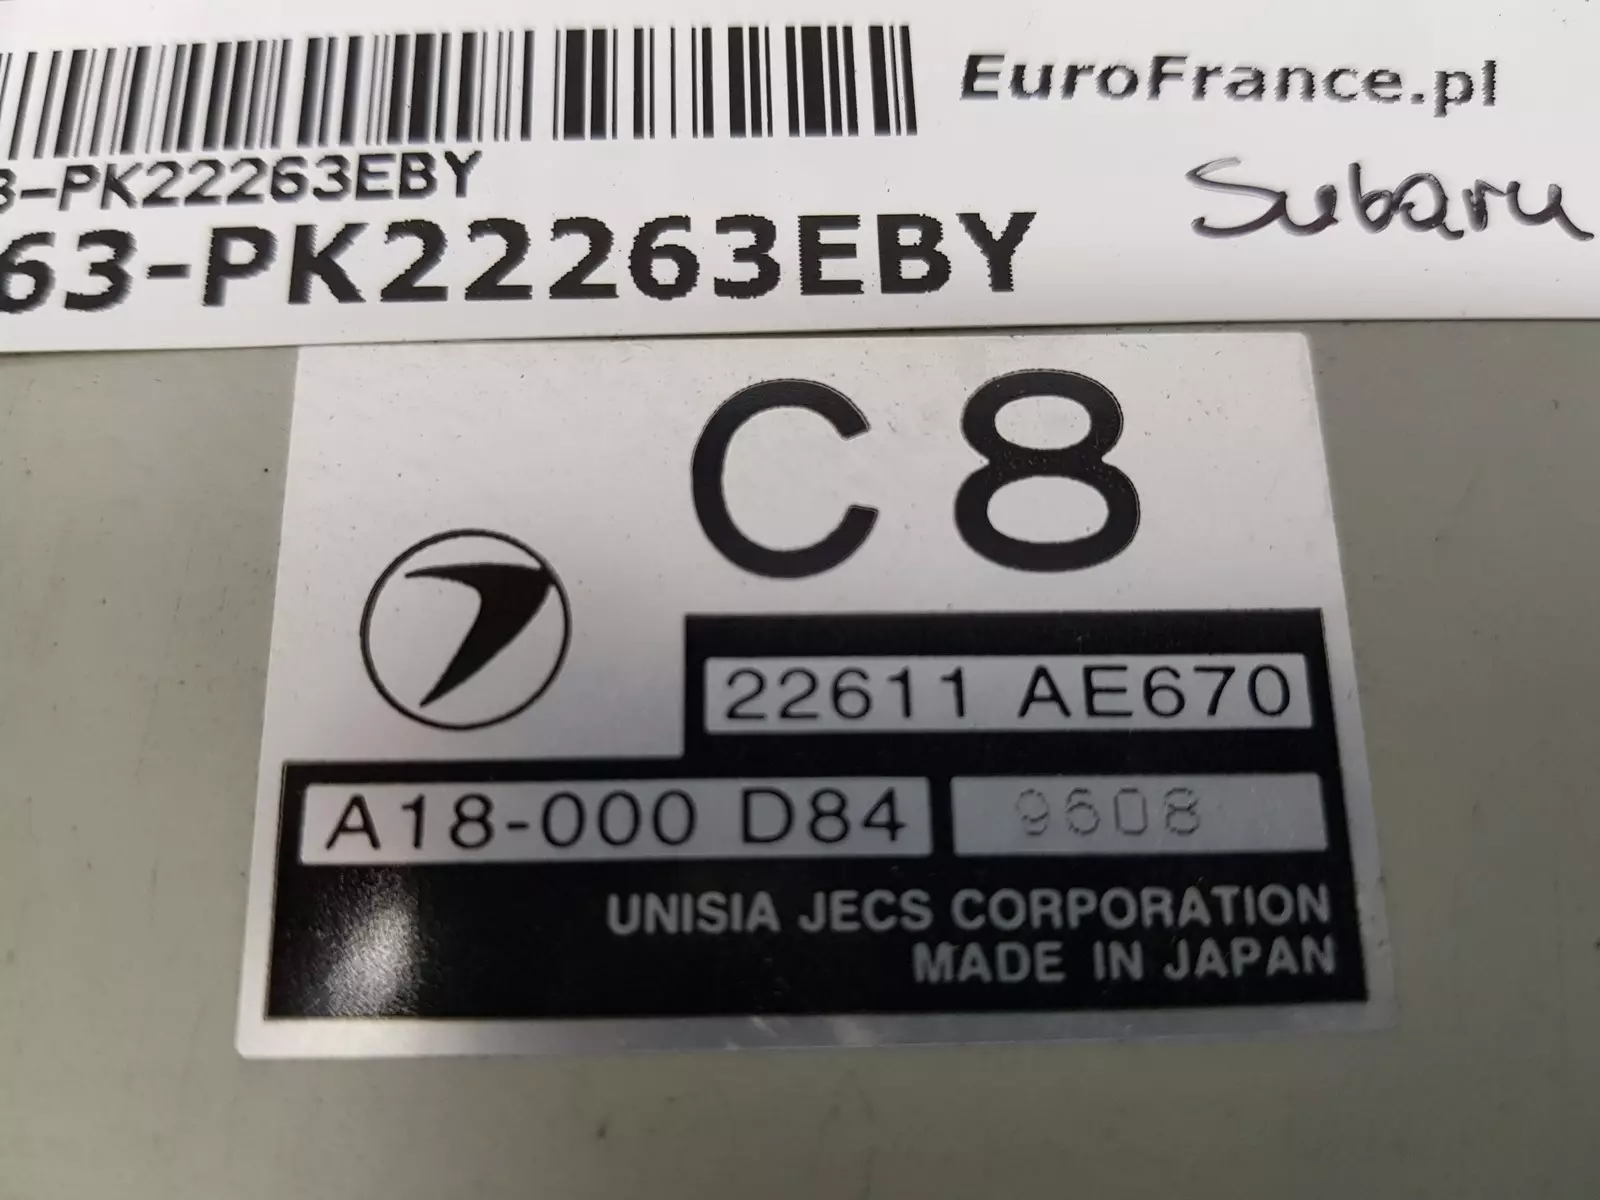 EuroFrance.pl
3-PK22263EBY
Subaru
63-PK22263EBY
C8
22611 AE670
A18-000 D84
9608
UNISIA JECS CORPORATION
MADE IN JAPAN